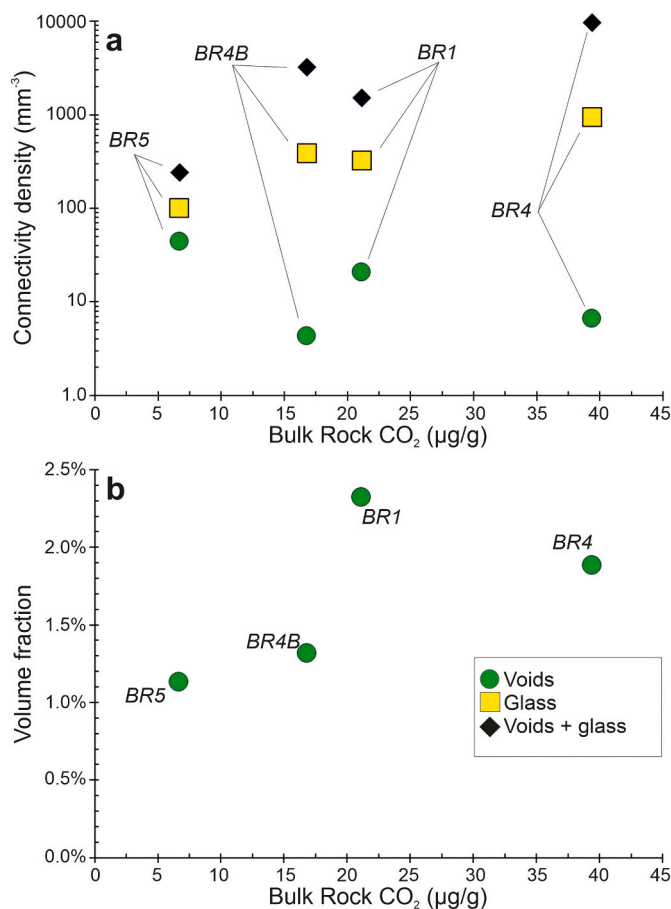 a
Connectivity density (mm⁻³)
10000
1000
100
10
1.0
BR5
BR4B
BR1
BR4
0 5 10 15 20 25 30 35 40 45
Bulk Rock CO₂ (µg/g)
b
Volume fraction
2.5%
2.0%
1.5%
1.0%
0.5%
0.0%
BR1
BR4
BR4B
BR5
Voids
Glass
Voids + glass
0 5 10 15 20 25 30 35 40 45
Bulk Rock CO₂ (µg/g)